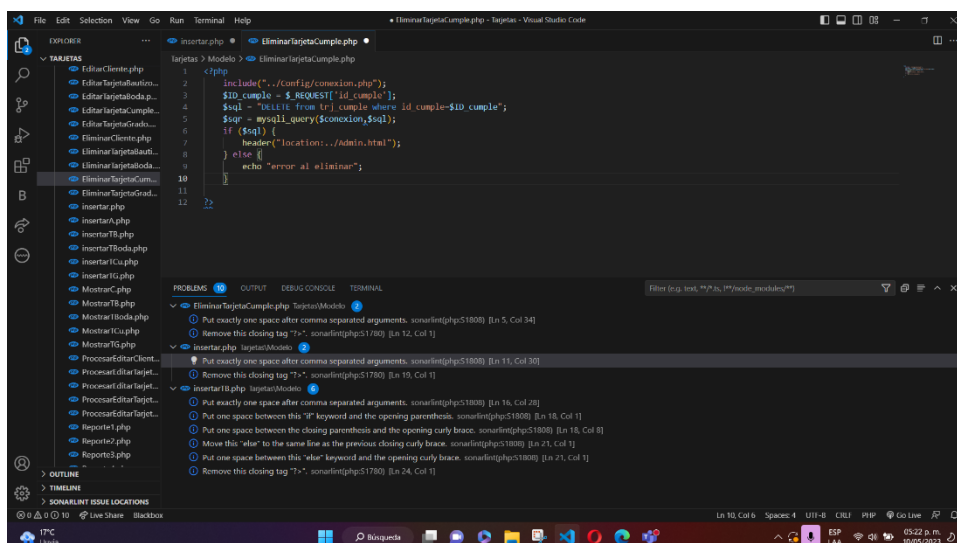 File Edit Selection View Go Run Terminal Help
• EliminarTarjetaCumple.php - Tarjetas - Visual Studio Code
EXPLORER ...
TARJETAS
EditarCliente.php
EditarTarjetaBautizo...
EditarTarjetaBoda.p...
EditarTarjetaCumple...
EditarTarjetaGrado....
EliminarCliente.php
EliminarTarjetaBauti...
EliminarTarjetaBoda...
EliminarTarjetaCum...
EliminarTarjetaGrad...
insertar.php
insertarA.php
insertarTB.php
insertarTBoda.php
insertarTCu.php
insertarTG.php
MostrarC.php
MostrarTB.php
MostrarTBoda.php
MostrarTCu.php
MostrarTG.php
ProcesarEditarClient...
ProcesarEditarTarjet...
ProcesarEditarTarjet...
ProcesarEditarTarjet...
ProcesarEditarTarjet...
Reporte1.php
Reporte2.php
Reporte3.php
OUTLINE
TIMELINE
SONARLINT ISSUE LOCATIONS
insertar.php ● EliminarTarjetaCumple.php ●
Tarjetas > Modelo > EliminarTarjetaCumple.php
1 <?php
2 include("../Config/conexion.php");
3 $ID_cumple = $_REQUEST['id_cumple'];
4 $sql = "DELETE from trj_cumple where id_cumple=$ID_cumple";
5 $sqr = mysqli_query($conexion,$sql);
6 if ($sql) {
7 header("location:../Admin.html");
8 } else {
9 echo "error al eliminar";
10 }
11
12 ?>
PROBLEMS 10 OUTPUT DEBUG CONSOLE TERMINAL
Filter (e.g. text, **/*.ts, !**/node_modules/**)
EliminarTarjetaCumple.php Tarjetas\Modelo 2
Put exactly one space after comma separated arguments. sonarlint(php:S1808) [Ln 5, Col 34]
Remove this closing tag "?>". sonarlint(php:S1780) [Ln 12, Col 1]
insertar.php Tarjetas\Modelo 2
Put exactly one space after comma separated arguments. sonarlint(php:S1808) [Ln 11, Col 30]
Remove this closing tag "?>". sonarlint(php:S1780) [Ln 19, Col 1]
insertarTB.php Tarjetas\Modelo 6
Put exactly one space after comma separated arguments. sonarlint(php:S1808) [Ln 16, Col 28]
Put one space between this "if" keyword and the opening parenthesis. sonarlint(php:S1808) [Ln 18, Col 1]
Put one space between the closing parenthesis and the opening curly brace. sonarlint(php:S1808) [Ln 18, Col 8]
Move this "else" to the same line as the previous closing curly brace. sonarlint(php:S1808) [Ln 21, Col 1]
Put one space between this "else" keyword and the opening curly brace. sonarlint(php:S1808) [Ln 21, Col 1]
Remove this closing tag "?>". sonarlint(php:S1780) [Ln 24, Col 1]
0 0 10 Live Share Blackbox
Ln 10, Col 6 Spaces: 4 UTF-8 CRLF PHP Go Live
17°C
Búsqueda
ESP
LAA
05:22 p. m.
10/05/2023